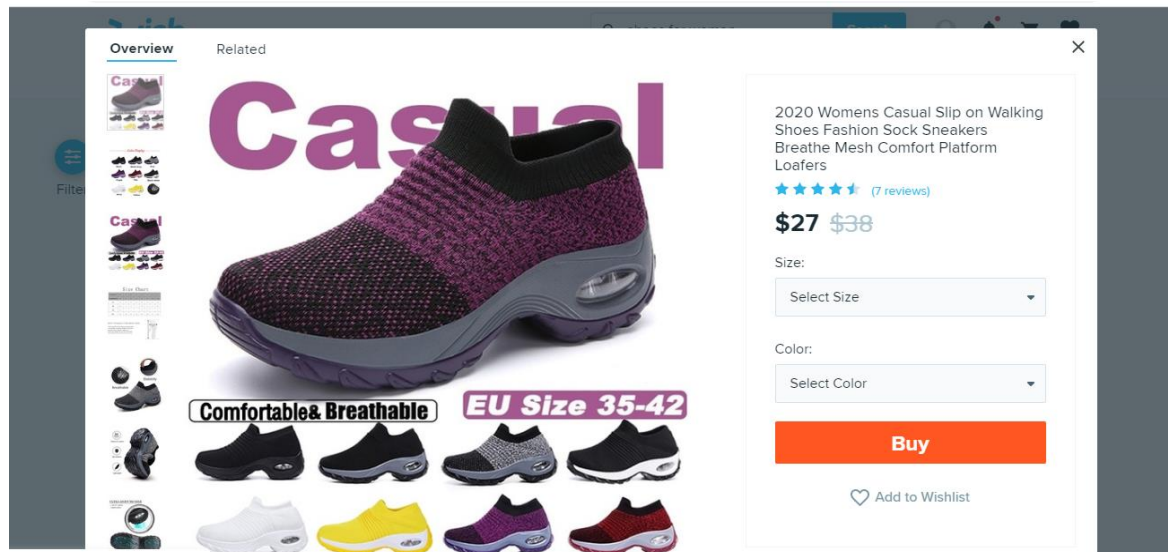 Overview
Related
Casual
Comfortable& Breathable
EU Size 35-42
Size Chart
2020 Womens Casual Slip on Walking
Shoes Fashion Sock Sneakers
Breathe Mesh Comfort Platform
Loafers
(7 reviews)
$27 $38
Size:
Select Size
Color:
Select Color
Buy
Add to Wishlist